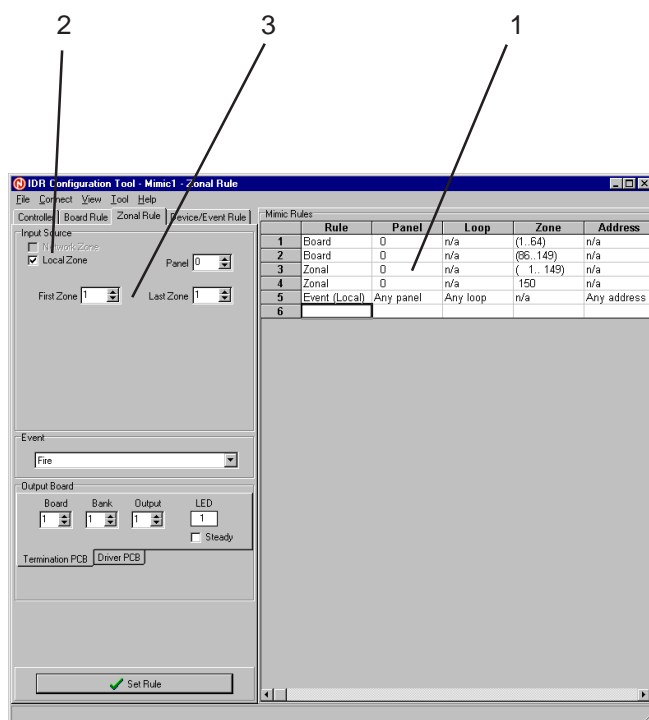 2 3 1
IDR Configuration Tool - Mimic1 - Zonal Rule
File Connect View Tool Help
Controller Board Rule Zonal Rule Device/Event Rule
Input Source
Network Zone
Local Zone Panel 0
First Zone 1 Last Zone 1
Event
Fire
Output Board
Board Bank Output LED
1 1 1 1
Steady
Termination PCB Driver PCB
Set Rule
Mimic Rules
Rule Panel Loop Zone Address
1 Board 0 n/a (1..64) n/a
2 Board 0 n/a (86..149) n/a
3 Zonal 0 n/a ( 1.. 149) n/a
4 Zonal 0 n/a 150 n/a
5 Event (Local) Any panel Any loop n/a Any address
6